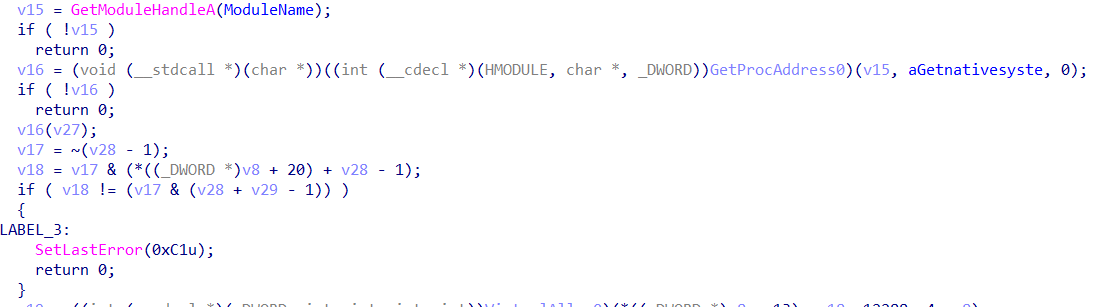 v15 = GetModuleHandleA(ModuleName);
if ( !v15 )
return 0;
v16 = (void (__stdcall *)(char *))((int (__cdecl *)(HMODULE, char *, _DWORD))GetProcAddress0)(v15, aGetnativesyste, 0);
if ( !v16 )
return 0;
v16(v27);
v17 = ~(v28 - 1);
v18 = v17 & (*((_DWORD *)v8 + 20) + v28 - 1);
if ( v18 != (v17 & (v28 + v29 - 1)) )
{
LABEL_3:
SetLastError(0xC1u);
return 0;
}